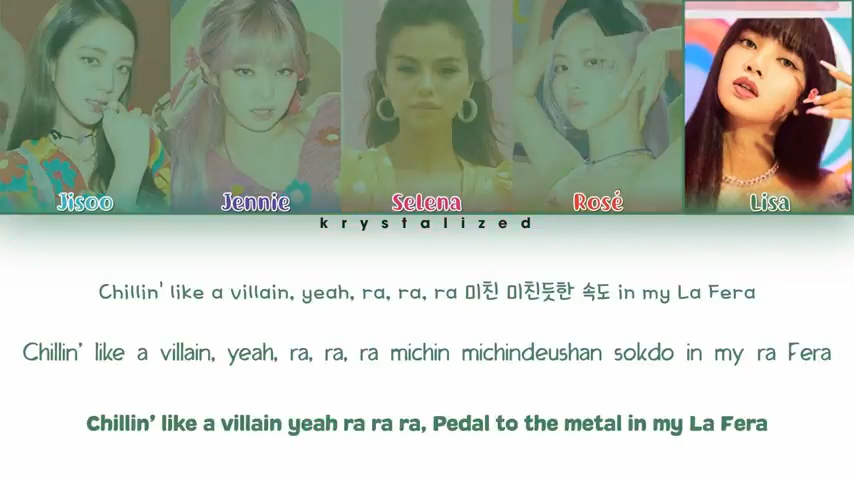 Jisoo Jennie Selena Rosé Lisa
krystalized
Chillin' like a villain, yeah, ra, ra, ra 미친 미친듯한 속도 in my La Fera
Chillin' like a villain, yeah, ra, ra, ra michin michindeushan sokdo in my ra Fera
Chillin' like a villain yeah ra ra ra, Pedal to the metal in my La Fera